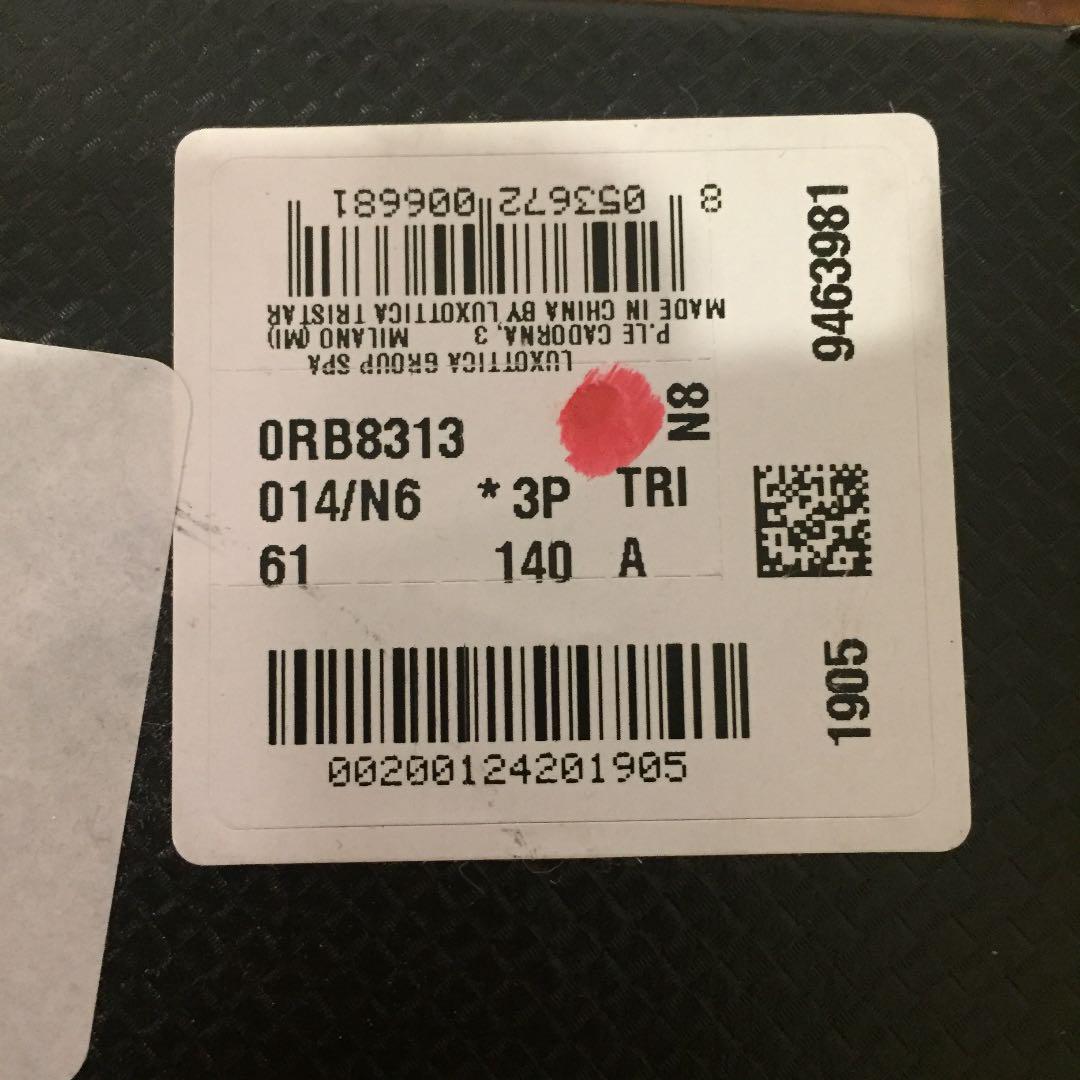 8 053672 006681
MADE IN CHINA BY LUXOTTICA TRISTAR
P.LE CADORNA, 3 MILANO (MI)
LUXOTTICA GROUP SPA
9463981
N8
0RB8313
014/N6 * 3P TRI
61 140 A
1905
00200124201905